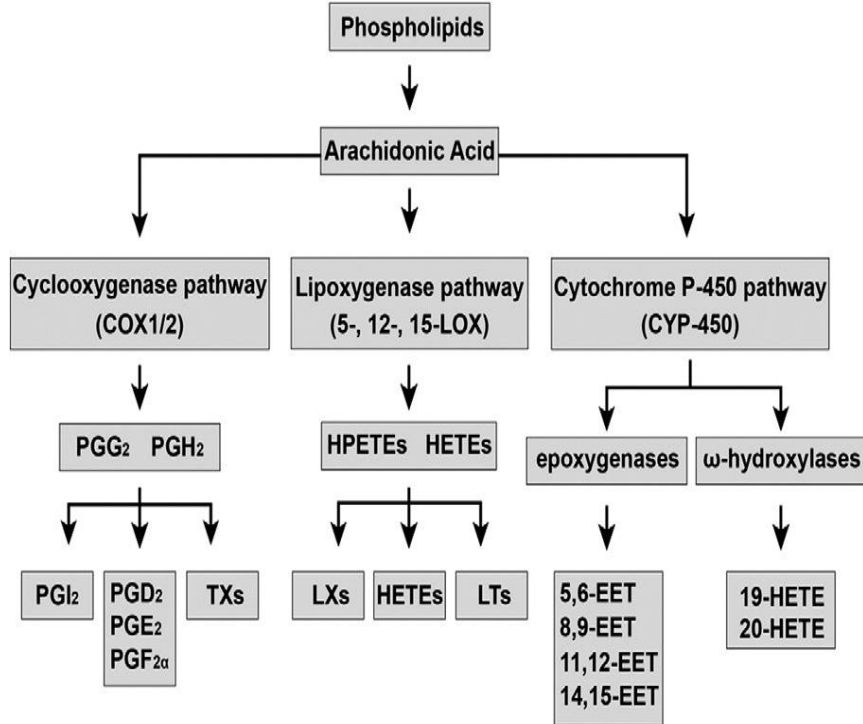 Phospholipids
Arachidonic Acid
Cyclooxygenase pathway
(COX1/2)
Lipoxygenase pathway
(5-, 12-, 15-LOX)
Cytochrome P-450 pathway
(CYP-450)
PGG₂ PGH₂
HPETEs HETEs
epoxygenases
ω-hydroxylases
PGI₂
PGD₂
PGE₂
PGF₂α
TXs
LXs
HETEs
LTs
5,6-EET
8,9-EET
11,12-EET
14,15-EET
19-HETE
20-HETE